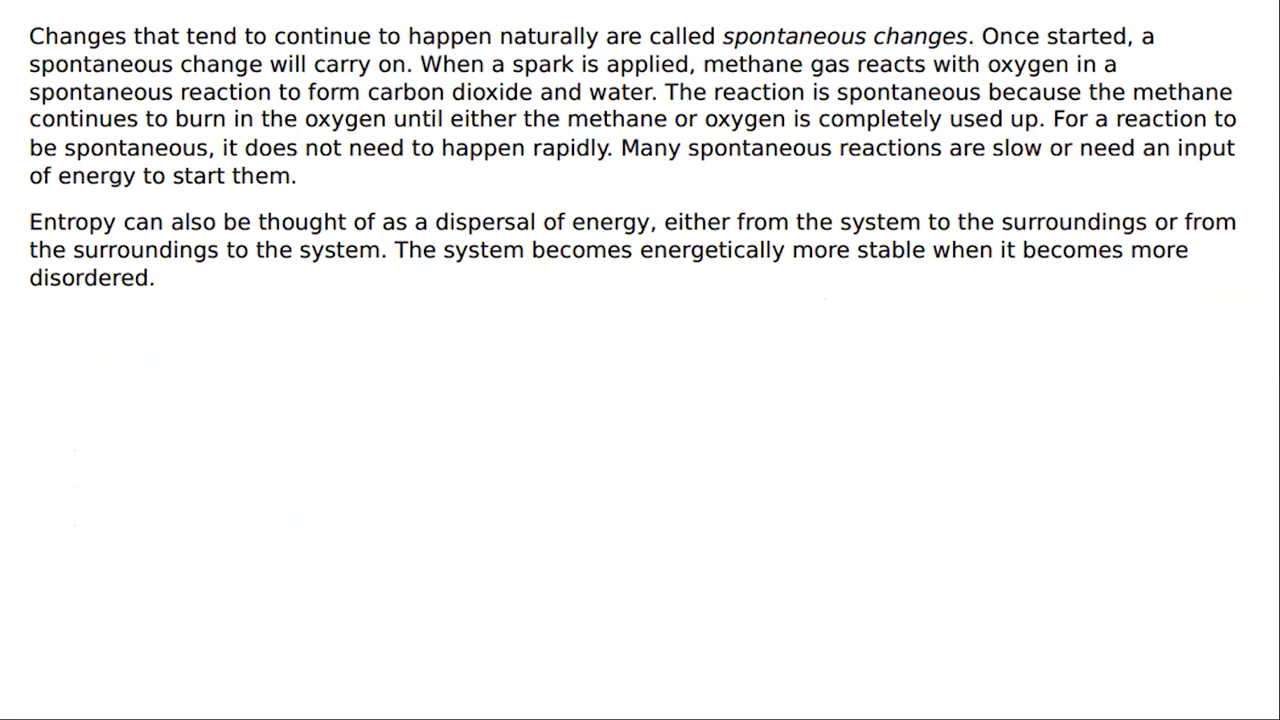 Changes that tend to continue to happen naturally are called spontaneous changes. Once started, a
spontaneous change will carry on. When a spark is applied, methane gas reacts with oxygen in a
spontaneous reaction to form carbon dioxide and water. The reaction is spontaneous because the methane
continues to burn in the oxygen until either the methane or oxygen is completely used up. For a reaction to
be spontaneous, it does not need to happen rapidly. Many spontaneous reactions are slow or need an input
of energy to start them.
Entropy can also be thought of as a dispersal of energy, either from the system to the surroundings or from
the surroundings to the system. The system becomes energetically more stable when it becomes more
disordered.